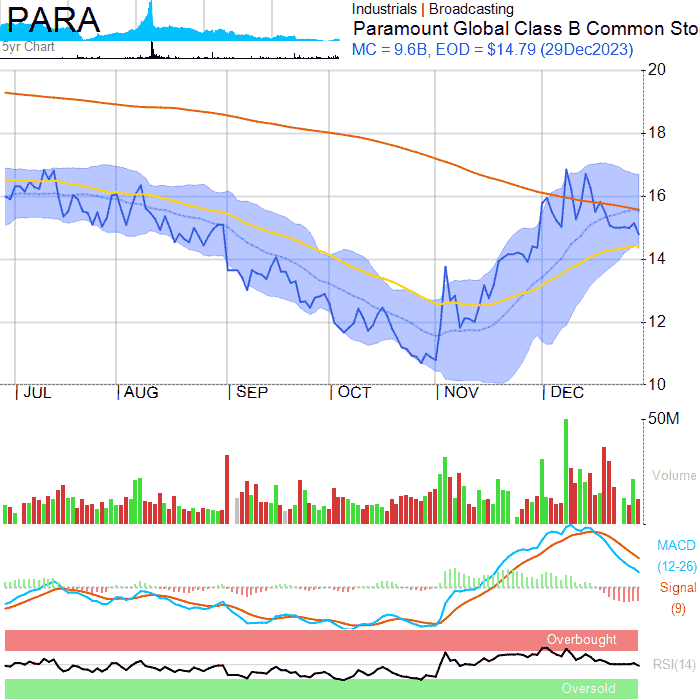 PARA
5yr Chart
Industrials | Broadcasting
Paramount Global Class B Common Sto
MC = 9.6B, EOD = $14.79 (29Dec2023)
20
18
16
14
12
10
JUL AUG SEP OCT NOV DEC
50M
Volume
MACD
(12-26)
Signal
(9)
Overbought
RSI(14)
Oversold